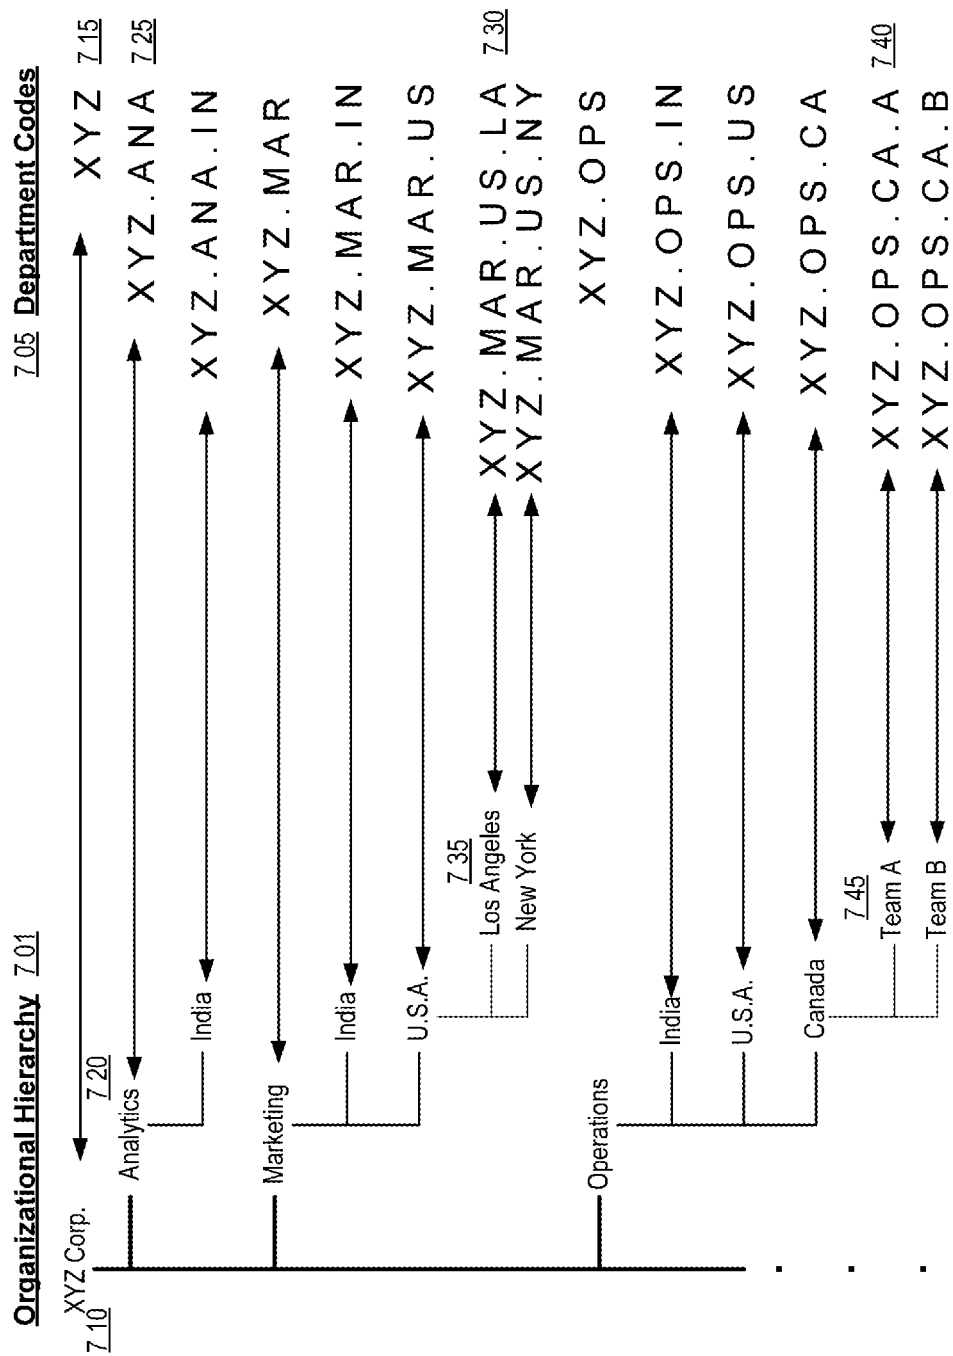 Organizational Hierarchy 7.01
7.05 Department Codes
7.10
XYZ Corp.
XYZ
7.15
7.20
Analytics
XYZ.ANA
7.25
India
XYZ.ANA.IN
Marketing
XYZ.MAR
India
XYZ.MAR.IN
U.S.A.
XYZ.MAR.US
7.35
Los Angeles
XYZ.MAR.US.LA
7.30
New York
XYZ.MAR.US.NY
Operations
XYZ.OPS
India
XYZ.OPS.IN
U.S.A.
XYZ.OPS.US
Canada
XYZ.OPS.CA
7.45
Team A
XYZ.OPS.CA.A
7.40
Team B
XYZ.OPS.CA.B